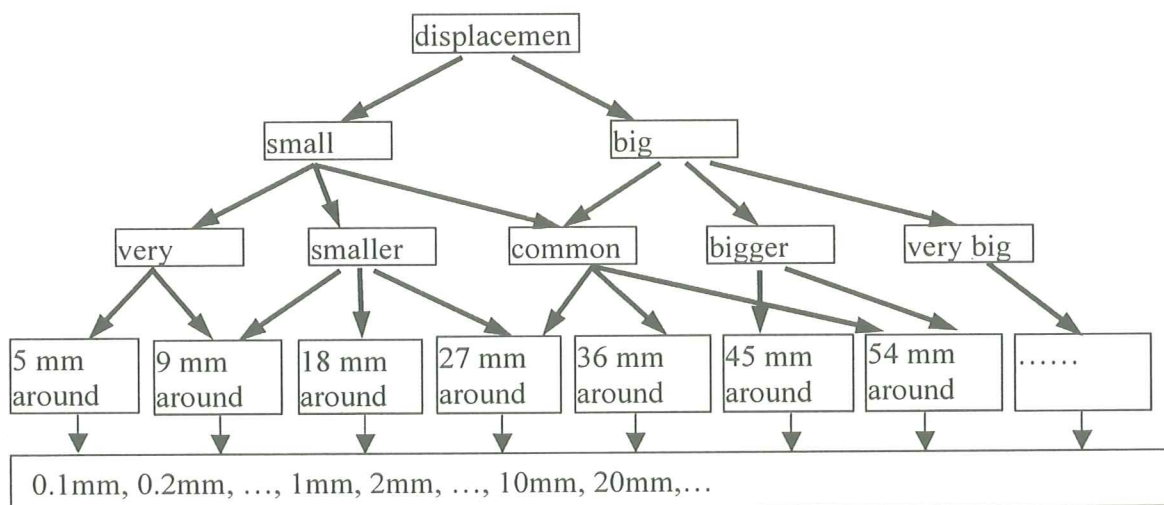 displacemen
small
big
very
smaller
common
bigger
very big
5 mm
around
9 mm
around
18 mm
around
27 mm
around
36 mm
around
45 mm
around
54 mm
around
……
0.1mm, 0.2mm, …, 1mm, 2mm, …, 10mm, 20mm,…